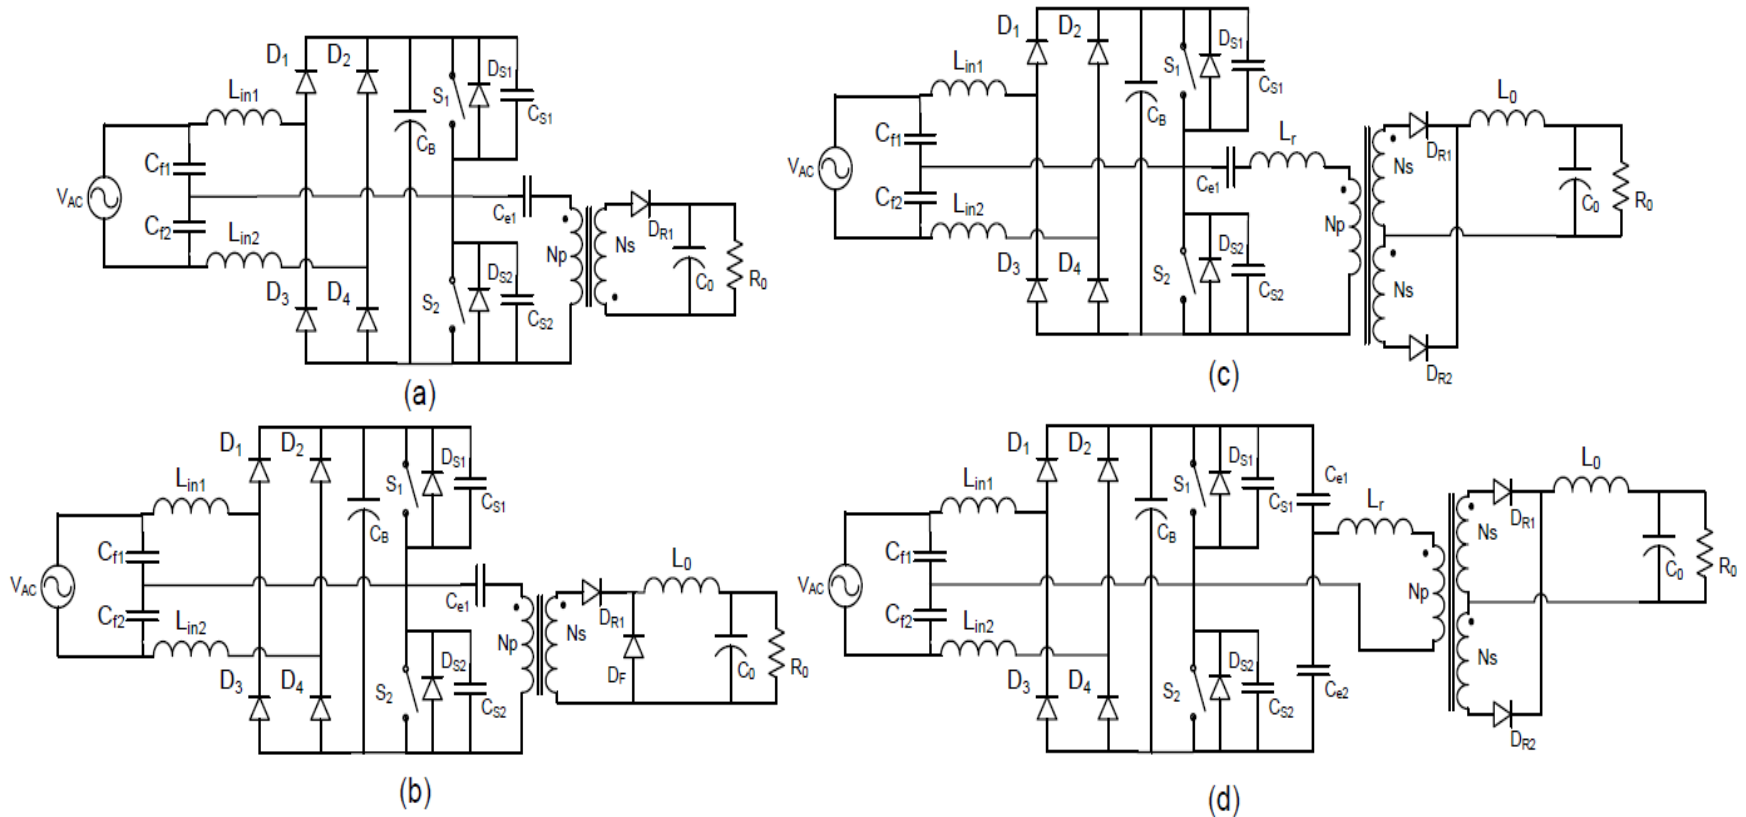 D1 D2
Lin1
S1
DS1
CS1
CB
Cf1
VAC
Cf2
Lin2
Ce1
Np
Ns
DR1
C0
R0
D3 D4
S2
DS2
CS2
(a)
D1 D2
Lin1
S1
DS1
CS1
CB
Cf1
VAC
Cf2
Lin2
Ce1
Np
Ns
DR1
DF
L0
C0
R0
D3 D4
S2
DS2
CS2
(b)
D1 D2
Lin1
S1
DS1
CS1
CB
Cf1
VAC
Cf2
Lin2
Ce1
Lr
Np
Ns
Ns
DR1
DR2
L0
C0
R0
D3 D4
S2
DS2
CS2
(c)
D1 D2
Lin1
S1
DS1
CS1
CB
Ce1
Cf1
VAC
Cf2
Lin2
Lr
Np
Ns
Ns
DR1
DR2
L0
C0
R0
D3 D4
S2
DS2
CS2
Ce2
(d)